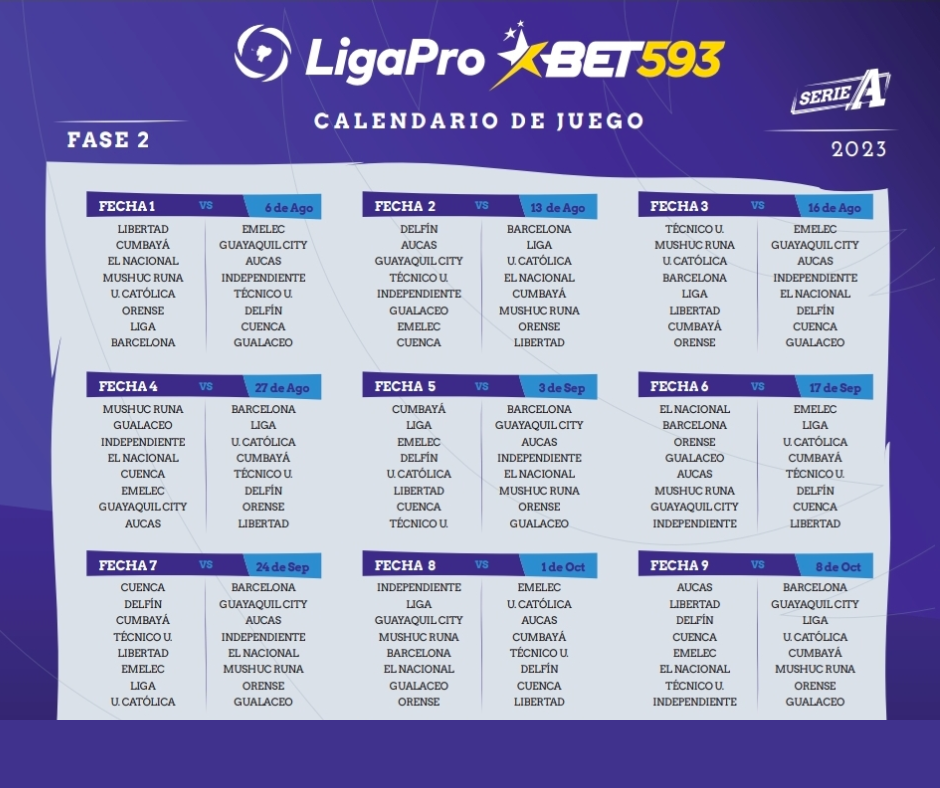 LigaPro BET593
CALENDARIO DE JUEGO
SERIE A
FASE 2
2023
FECHA 1 VS 6 de Ago
LIBERTAD EMELEC
CUMBAYÁ GUAYAQUIL CITY
EL NACIONAL AUCAS
MUSHUC RUNA INDEPENDIENTE
U. CATÓLICA TÉCNICO U.
ORENSE DELFÍN
LIGA CUENCA
BARCELONA GUALACEO
FECHA 2 VS 13 de Ago
DELFÍN BARCELONA
AUCAS LIGA
GUAYAQUIL CITY U. CATÓLICA
TÉCNICO U. EL NACIONAL
INDEPENDIENTE CUMBAYÁ
GUALACEO MUSHUC RUNA
EMELEC ORENSE
CUENCA LIBERTAD
FECHA 3 VS 16 de Ago
TÉCNICO U. EMELEC
MUSHUC RUNA GUAYAQUIL CITY
U. CATÓLICA AUCAS
BARCELONA INDEPENDIENTE
LIGA EL NACIONAL
LIBERTAD DELFÍN
CUMBAYÁ CUENCA
ORENSE GUALACEO
FECHA 4 VS 27 de Ago
MUSHUC RUNA BARCELONA
GUALACEO LIGA
INDEPENDIENTE U. CATÓLICA
EL NACIONAL CUMBAYÁ
CUENCA TÉCNICO U.
EMELEC DELFÍN
GUAYAQUIL CITY ORENSE
AUCAS LIBERTAD
FECHA 5 VS 3 de Sep
CUMBAYÁ BARCELONA
LIGA GUAYAQUIL CITY
EMELEC AUCAS
DELFÍN INDEPENDIENTE
U. CATÓLICA EL NACIONAL
LIBERTAD MUSHUC RUNA
CUENCA ORENSE
TÉCNICO U. GUALACEO
FECHA 6 VS 17 de Sep
EL NACIONAL EMELEC
BARCELONA LIGA
ORENSE U. CATÓLICA
GUALACEO CUMBAYÁ
AUCAS TÉCNICO U.
MUSHUC RUNA DELFÍN
GUAYAQUIL CITY CUENCA
INDEPENDIENTE LIBERTAD
FECHA 7 VS 24 de Sep
CUENCA BARCELONA
DELFÍN GUAYAQUIL CITY
CUMBAYÁ AUCAS
TÉCNICO U. INDEPENDIENTE
LIBERTAD EL NACIONAL
EMELEC MUSHUC RUNA
LIGA ORENSE
U. CATÓLICA GUALACEO
FECHA 8 VS 1 de Oct
INDEPENDIENTE EMELEC
LIGA U. CATÓLICA
GUAYAQUIL CITY AUCAS
MUSHUC RUNA CUMBAYÁ
BARCELONA TÉCNICO U.
EL NACIONAL DELFÍN
GUALACEO CUENCA
ORENSE LIBERTAD
FECHA 9 VS 8 de Oct
AUCAS BARCELONA
LIBERTAD GUAYAQUIL CITY
DELFÍN LIGA
CUENCA U. CATÓLICA
EMELEC CUMBAYÁ
EL NACIONAL MUSHUC RUNA
TÉCNICO U. ORENSE
INDEPENDIENTE GUALACEO